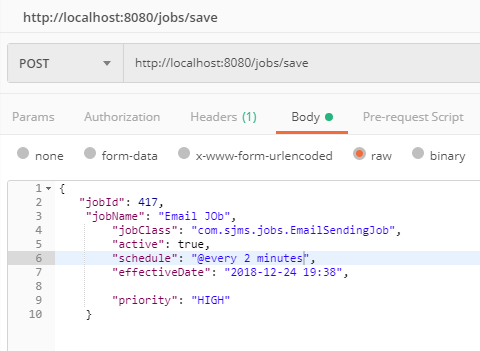 http://localhost:8080/jobs/save
POST http://localhost:8080/jobs/save
Params Authorization Headers (1) Body Pre-request Script
none form-data x-www-form-urlencoded raw binary
1 {
2 "jobId": 417,
3 "jobName": "Email JOb",
4 "jobClass": "com.sjms.jobs.EmailSendingJob",
5 "active": true,
6 "schedule": "@every 2 minutes",
7 "effectiveDate": "2018-12-24 19:38",
8
9 "priority": "HIGH"
10 }